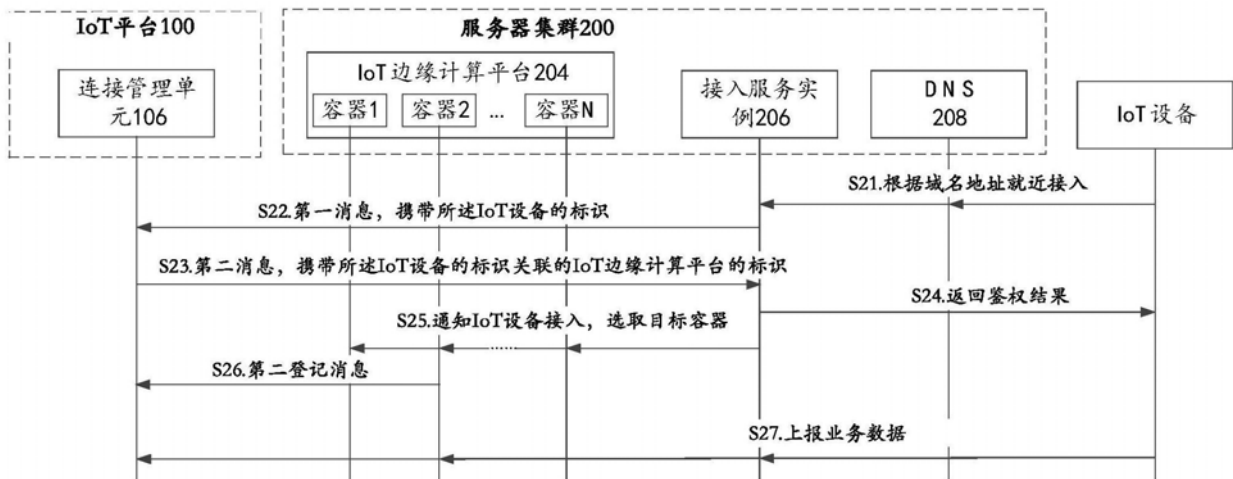 IoT平台100
服务器集群200
连接管理单
元106
IoT边缘计算平台204
容器1 容器2 ... 容器N
接入服务实
例206
DNS
208
IoT设备
S21.根据域名地址就近接入
S22.第一消息，携带所述IoT设备的标识
S23.第二消息，携带所述IoT设备的标识关联的IoT边缘计算平台的标识
S24.返回鉴权结果
S25.通知IoT设备接入，选取目标容器
......
S26.第二登记消息
S27.上报业务数据